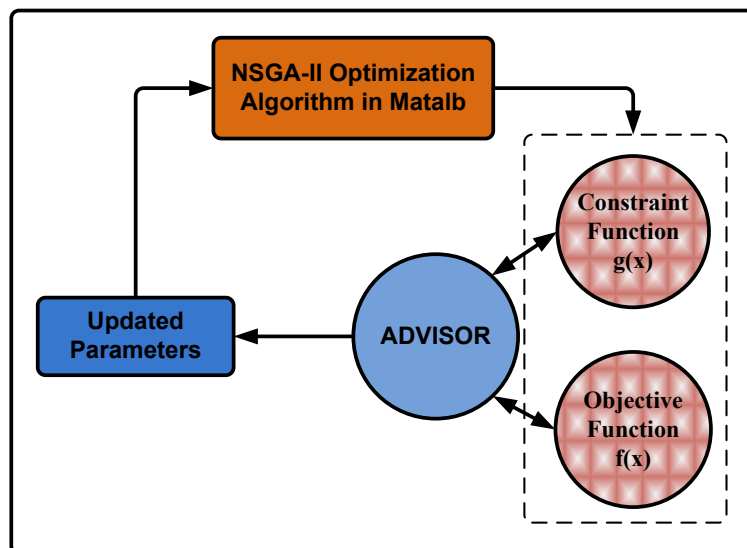 NSGA-II Optimization
Algorithm in Matalb
Constraint
Function
g(x)
ADVISOR
Updated
Parameters
Objective
Function
f(x)